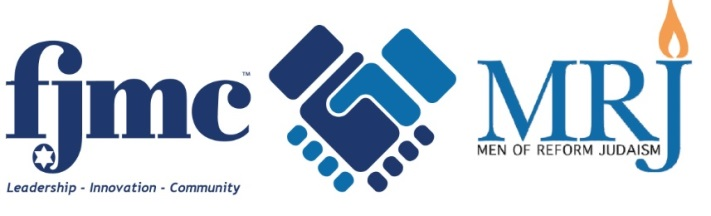 fjmc™
Leadership - Innovation - Community
MRJ
MEN OF REFORM JUDAISM